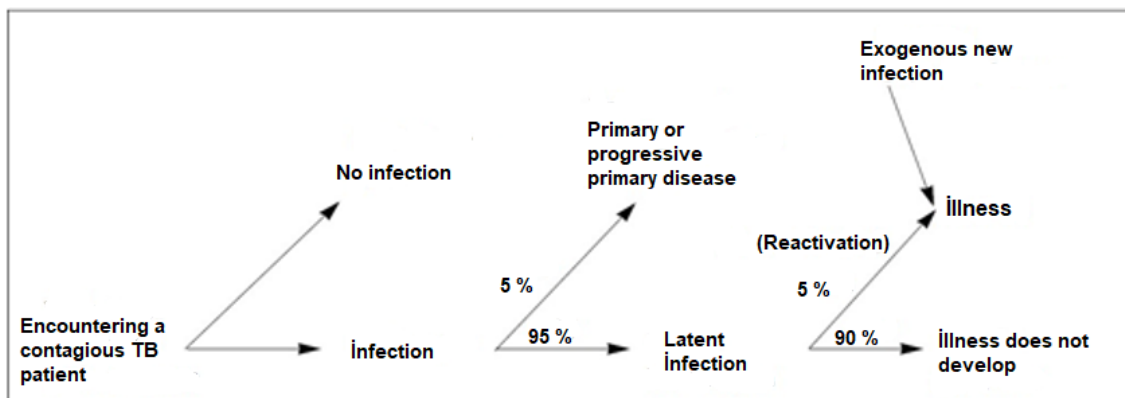 Exogenous new
infection
Primary or
progressive
primary disease
No infection
İllness
(Reactivation)
5 %
5 %
Encountering a
contagious TB
patient
İnfection
95 %
Latent
İnfection
90 %
İllness does not
develop